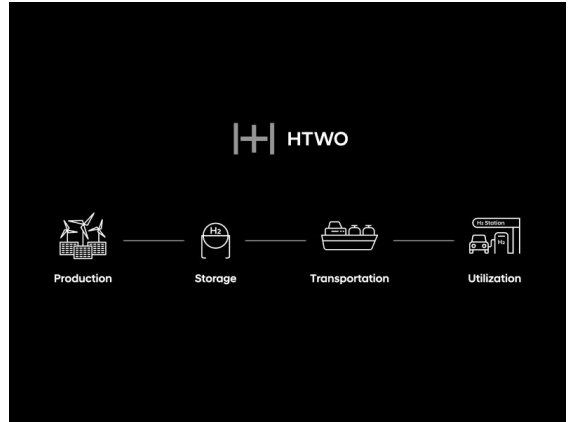 HTWO
H2
H2 Station
H2
Production
Storage
Transportation
Utilization